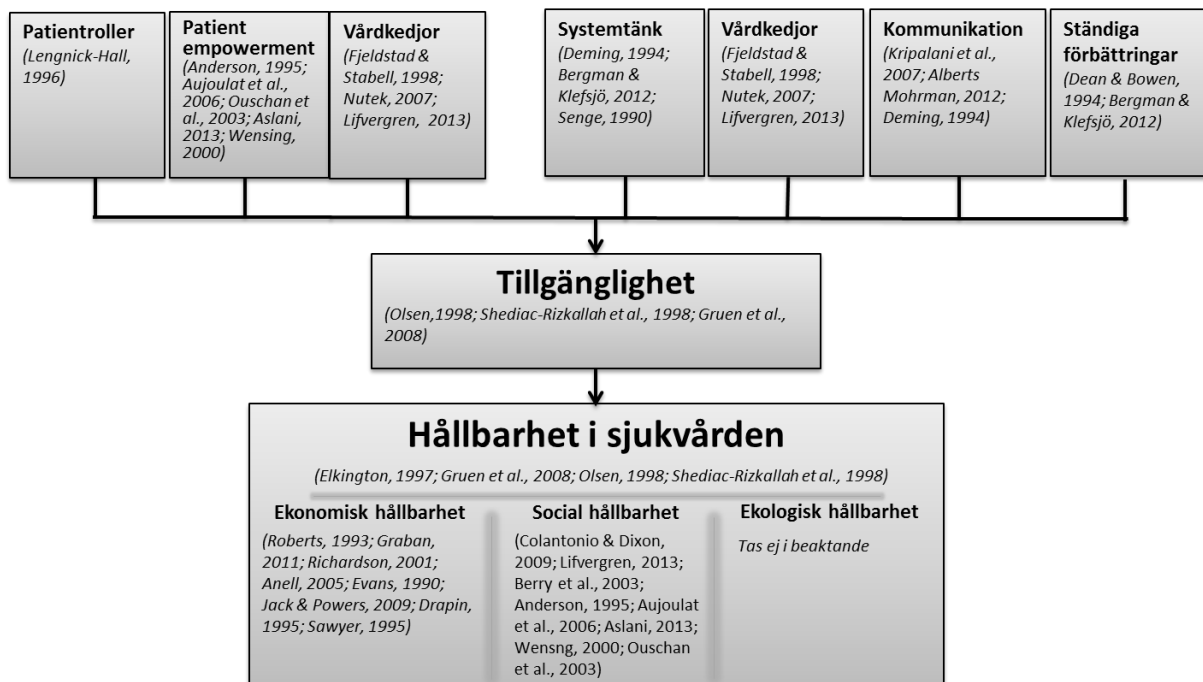 Patientroller
(Lengnick-Hall,
1996)
Patient
empowerment
(Anderson, 1995;
Aujoulat et al.,
2006; Ouschan et
al., 2003; Aslani,
2013; Wensing,
2000)
Vårdkedjor
(Fjeldstad &
Stabell, 1998;
Nutek, 2007;
Lifvergren, 2013)
Systemtänk
(Deming, 1994;
Bergman &
Klefsjö, 2012;
Senge, 1990)
Vårdkedjor
(Fjeldstad &
Stabell, 1998;
Nutek, 2007;
Lifvergren, 2013)
Kommunikation
(Kripalani et al.,
2007; Alberts
Mohrman, 2012;
Deming, 1994)
Ständiga
förbättringar
(Dean & Bowen,
1994; Bergman &
Klefsjö, 2012)
Tillgänglighet
(Olsen,1998; Shediac-Rizkallah et al., 1998; Gruen et al.,
2008)
Hållbarhet i sjukvården
(Elkington, 1997; Gruen et al., 2008; Olsen, 1998; Shediac-Rizkallah et al., 1998)
Ekonomisk hållbarhet
(Roberts, 1993; Graban,
2011; Richardson, 2001;
Anell, 2005; Evans, 1990;
Jack & Powers, 2009; Drapin,
1995; Sawyer, 1995)
Social hållbarhet
(Colantonio & Dixon,
2009; Lifvergren, 2013;
Berry et al., 2003;
Anderson, 1995; Aujoulat
et al., 2006; Aslani, 2013;
Wensng, 2000; Ouschan
et al., 2003)
Ekologisk hållbarhet
Tas ej i beaktande